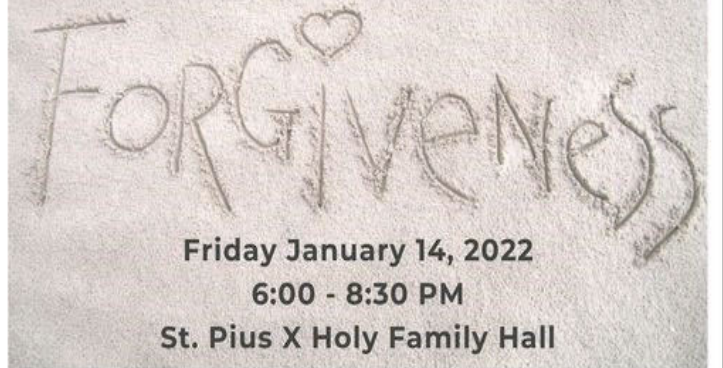 FORGiVeNeSS
Friday January 14, 2022
6:00 - 8:30 PM
St. Pius X Holy Family Hall